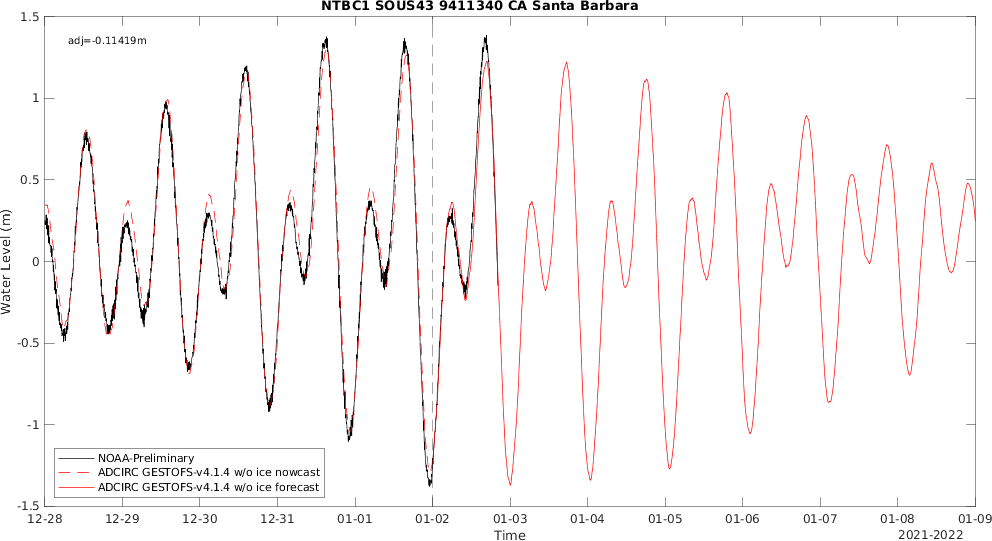 NTBC1 SOUS43 9411340 CA Santa Barbara
adj=-0.11419m
1.5
1
0.5
0
-0.5
-1
-1.5
Water Level (m)
NOAA-Preliminary
ADCIRC GESTOFS-v4.1.4 w/o ice nowcast
ADCIRC GESTOFS-v4.1.4 w/o ice forecast
12-28 12-29 12-30 12-31 01-01 01-02 01-03 01-04 01-05 01-06 01-07 01-08 01-09
Time
2021-2022